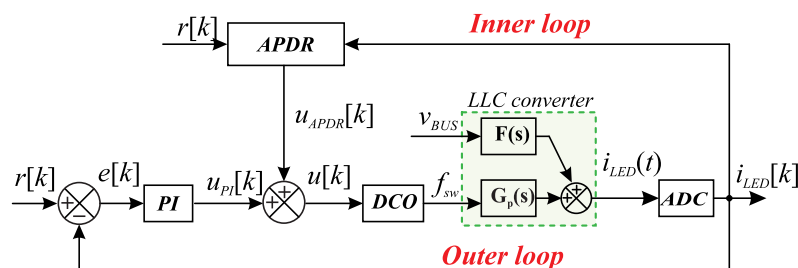 Inner loop
r[k]
APDR
LLC converter
u_APDR[k]
v_BUS
F(s)
i_LED(t)
i_LED[k]
r[k]
e[k]
u_PI[k]
u[k]
f_sw
+
+
+
−
+
+
PI
DCO
G_p(s)
ADC
Outer loop